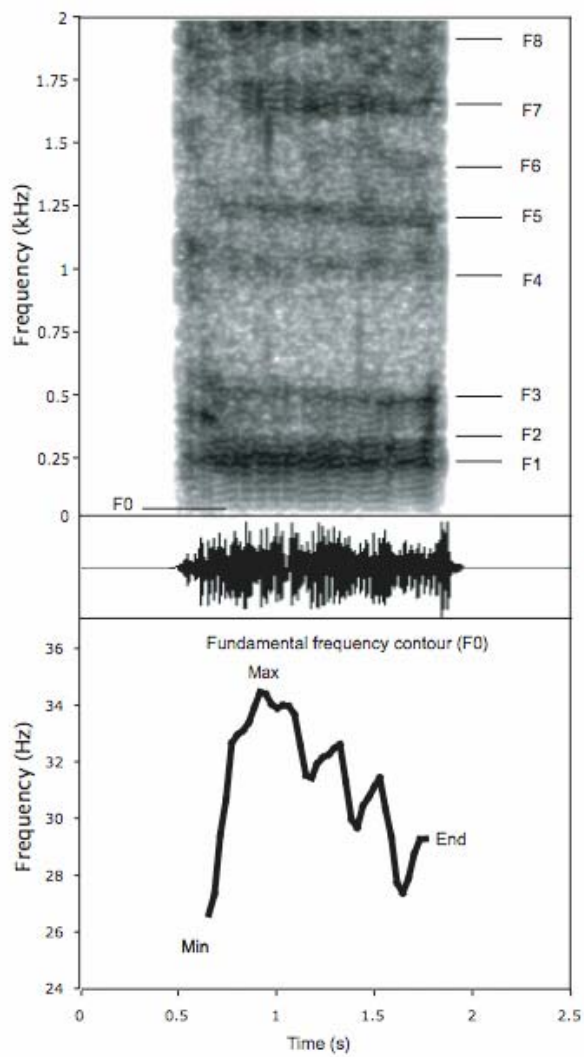 2
F8
1.75
F7
1.5
F6
1.25
F5
1
F4
0.75
0.5
F3
F2
0.25
F1
F0
0
Frequency (kHz)
36
Fundamental frequency contour (F0)
Max
34
32
30
End
28
26
Min
24
Frequency (Hz)
0 0.5 1 1.5 2 2.5
Time (s)